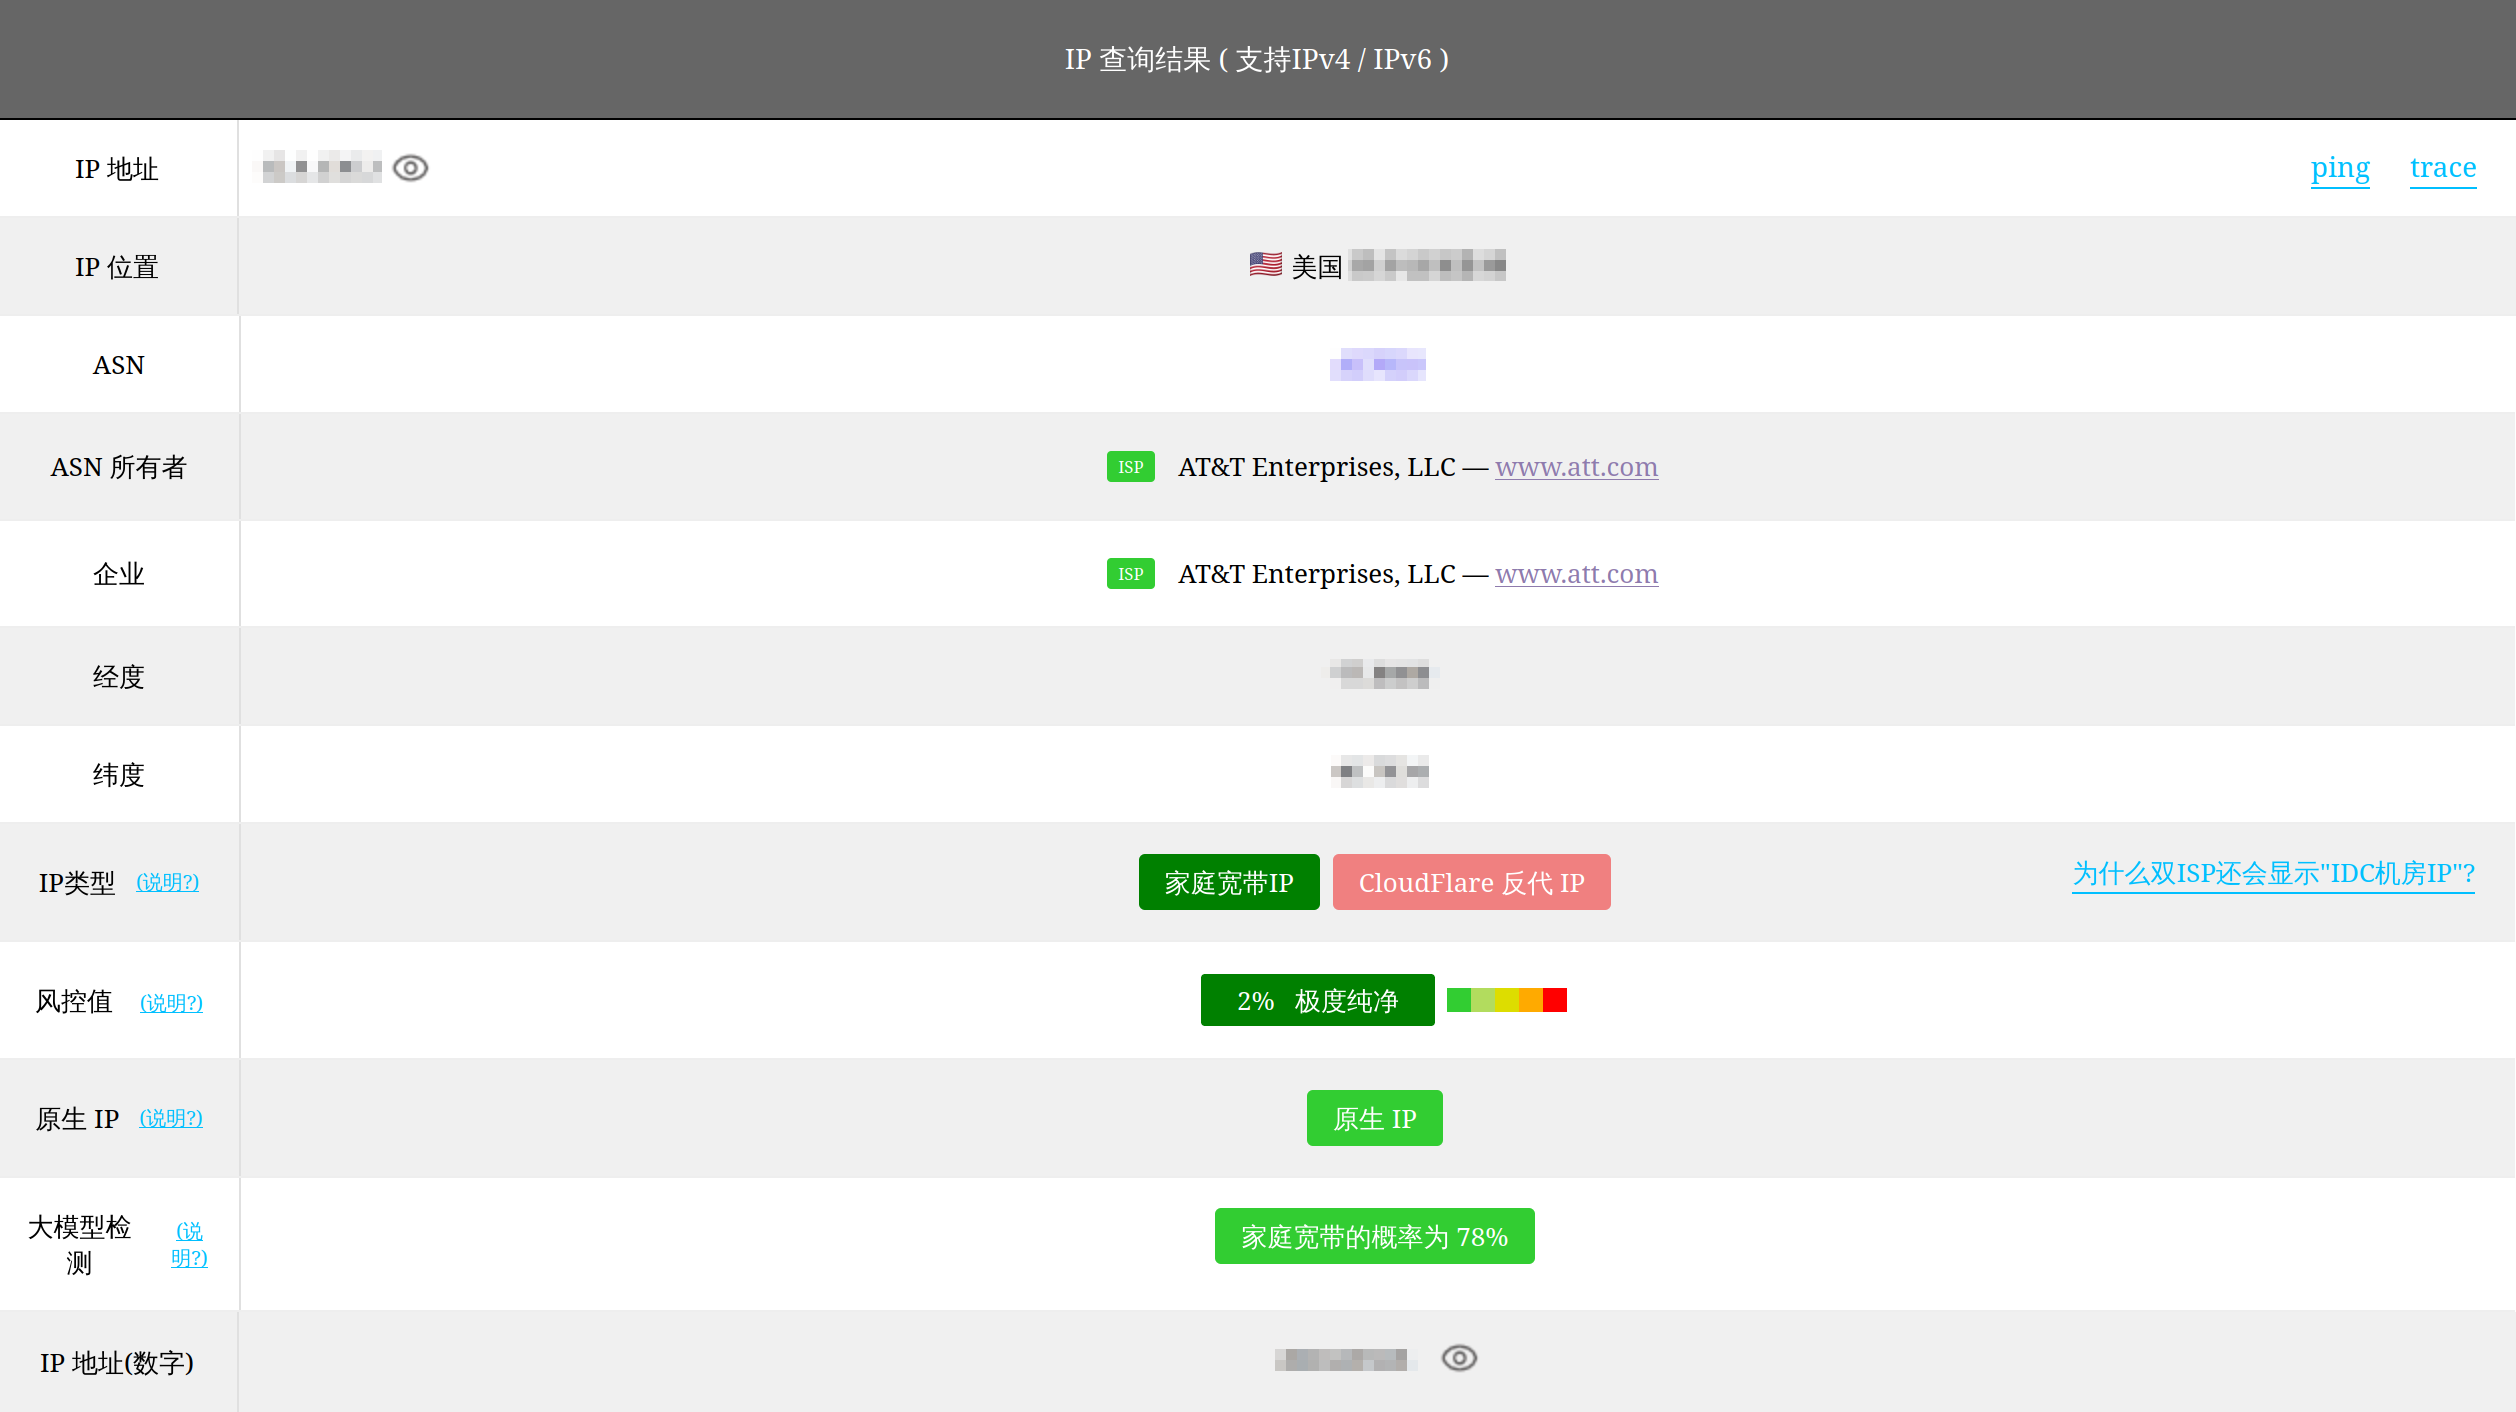 IP 查询结果 ( 支持IPv4 / IPv6 )
IP 地址
ping trace
IP 位置
美国
ASN
ASN 所有者
ISP AT&T Enterprises, LLC — www.att.com
企业
ISP AT&T Enterprises, LLC — www.att.com
经度
纬度
IP类型 (说明?)
家庭宽带IP CloudFlare 反代 IP
为什么双ISP还会显示"IDC机房IP"?
风控值 (说明?)
2% 极度纯净
原生 IP (说明?)
原生 IP
大模型检
测
(说
明?)
家庭宽带的概率为 78%
IP 地址(数字)